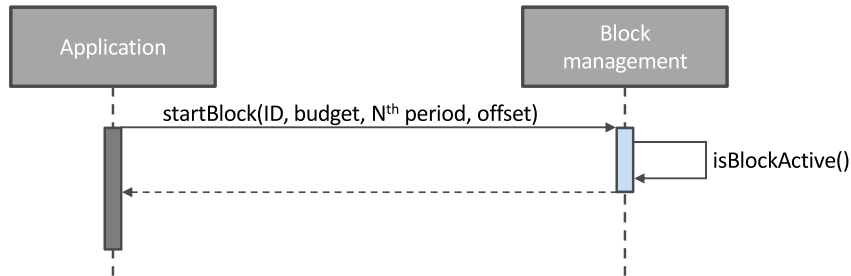 Application
Block
management
startBlock(ID, budget, Nth period, offset)
isBlockActive()